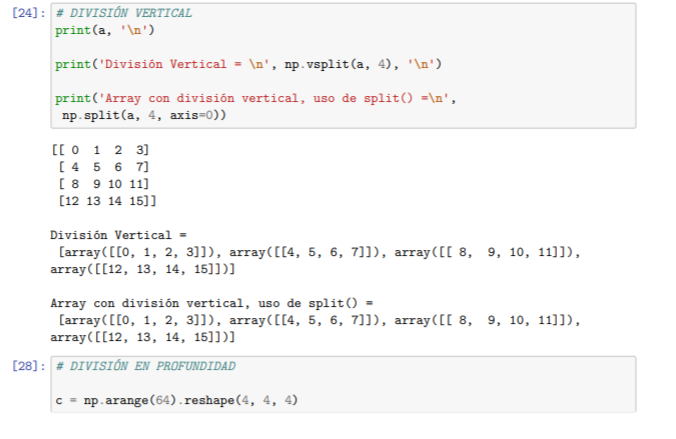 [24]: # DIVISIÓN VERTICAL
print(a, '\n')
print('División Vertical = \n', np.vsplit(a, 4), '\n')
print('Array con división vertical, uso de split() =\n',
np.split(a, 4, axis=0))
[[ 0  1  2  3]
[ 4  5  6  7]
[ 8  9 10 11]
[12 13 14 15]]
División Vertical =
[array([[0, 1, 2, 3]]), array([[4, 5, 6, 7]]), array([[ 8,  9, 10, 11]]),
array([[12, 13, 14, 15]])]
Array con división vertical, uso de split() =
[array([[0, 1, 2, 3]]), array([[4, 5, 6, 7]]), array([[ 8,  9, 10, 11]]),
array([[12, 13, 14, 15]])]
[28]: # DIVISIÓN EN PROFUNDIDAD
c = np.arange(64).reshape(4, 4, 4)